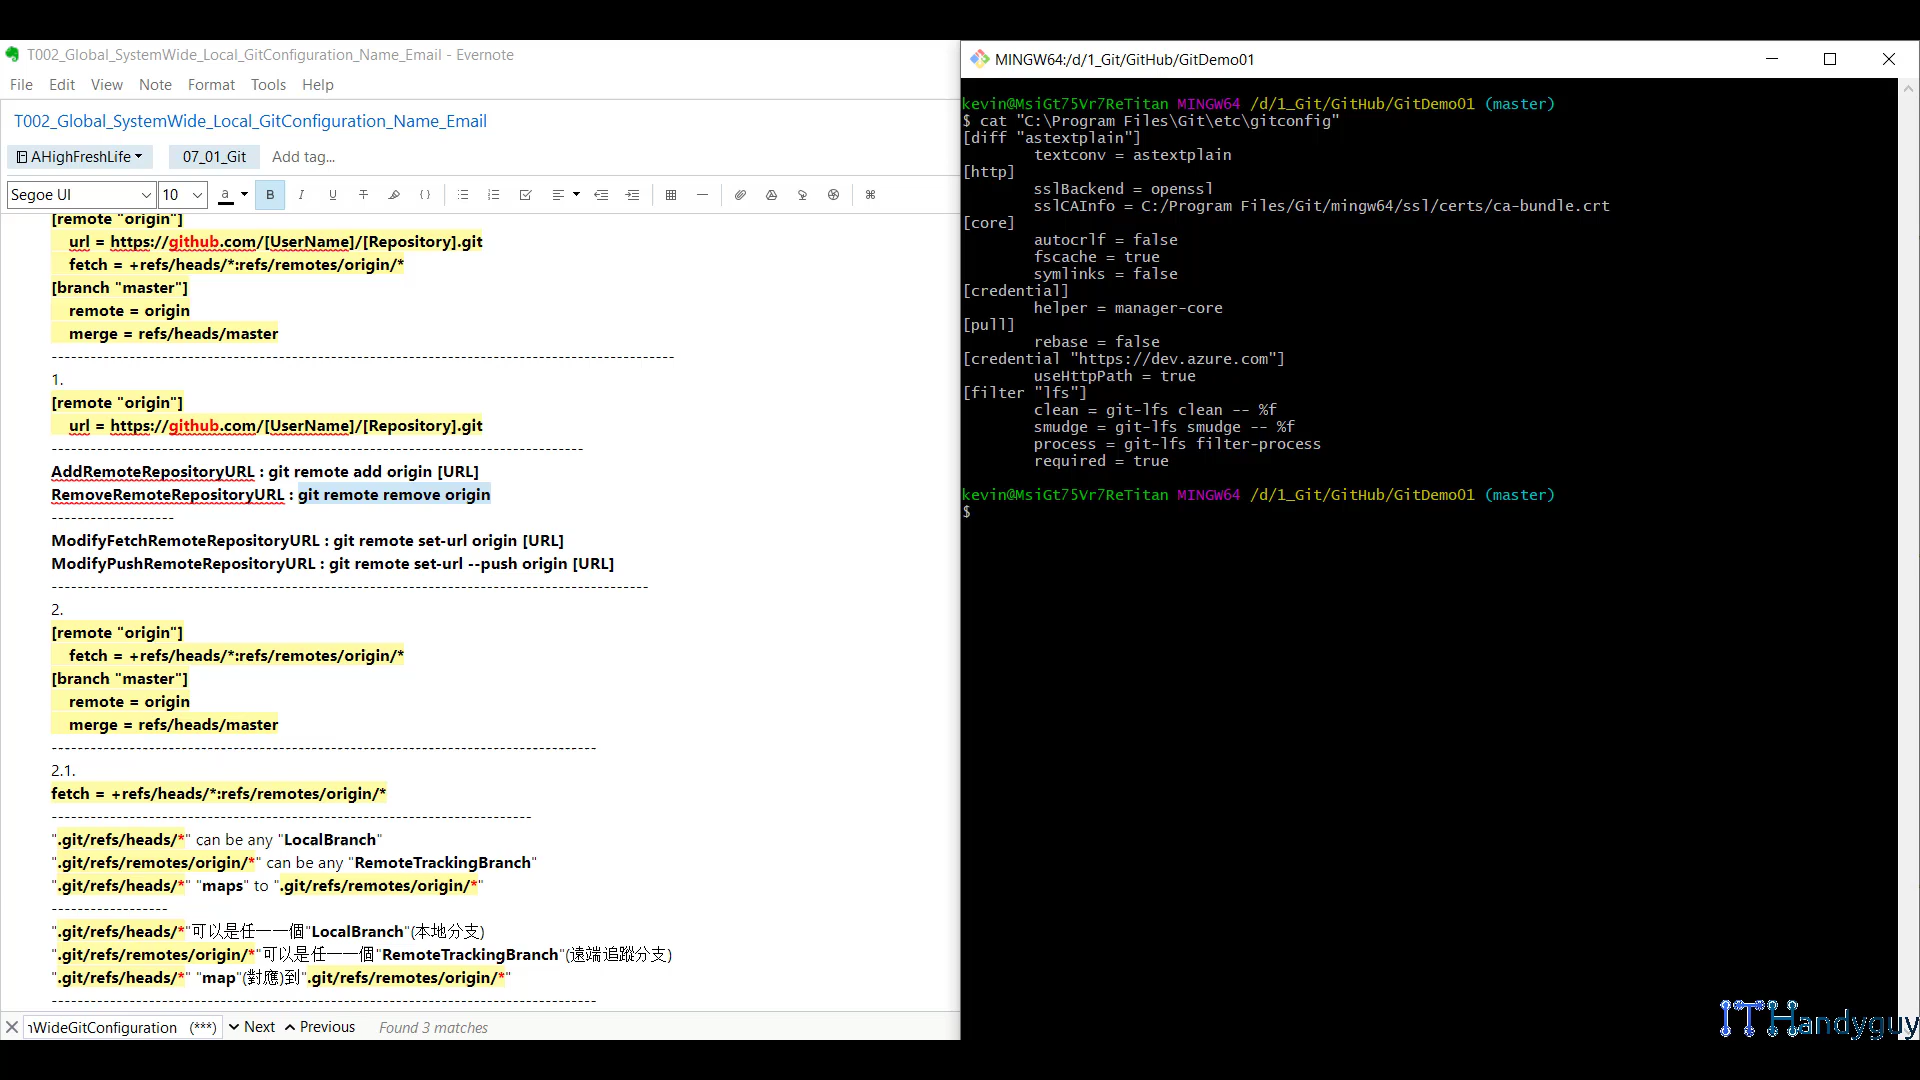 T002_Global_SystemWide_Local_GitConfiguration_Name_Email - Evernote
File Edit View Note Format Tools Help
T002_Global_SystemWide_Local_GitConfiguration_Name_Email
AHighFreshLife 07_01_Git Add tag...
Segoe UI 10 a B I U T
[remote "origin"]
url = https://github.com/[UserName]/[Repository].git
fetch = +refs/heads/*:refs/remotes/origin/*
[branch "master"]
remote = origin
merge = refs/heads/master
------------------------------------------------------------------------------------------------
1.
[remote "origin"]
url = https://github.com/[UserName]/[Repository].git
----------------------------------------------------------------------------------
AddRemoteRepositoryURL : git remote add origin [URL]
RemoveRemoteRepositoryURL : git remote remove origin
-------------------
ModifyFetchRemoteRepositoryURL : git remote set-url origin [URL]
ModifyPushRemoteRepositoryURL : git remote set-url --push origin [URL]
--------------------------------------------------------------------------------------------
2.
[remote "origin"]
fetch = +refs/heads/*:refs/remotes/origin/*
[branch "master"]
remote = origin
merge = refs/heads/master
------------------------------------------------------------------------------------
2.1.
fetch = +refs/heads/*:refs/remotes/origin/*
--------------------------------------------------------------------------
".git/refs/heads/*" can be any "LocalBranch"
".git/refs/remotes/origin/*" can be any "RemoteTrackingBranch"
".git/refs/heads/*" "maps" to ".git/refs/remotes/origin/*"
------------------
".git/refs/heads/*"可以是任一一個"LocalBranch"(本地分支)
".git/refs/remotes/origin/*"可以是任一一個"RemoteTrackingBranch"(遠端追蹤分支)
".git/refs/heads/*" "map"(對應)到".git/refs/remotes/origin/*"
------------------------------------------------------------------------------------
ıWideGitConfiguration (***) Next Previous Found 3 matches
MINGW64:/d/1_Git/GitHub/GitDemo01
kevin@MsiGt75Vr7ReTitan MINGW64 /d/1_Git/GitHub/GitDemo01 (master)
$ cat "C:\Program Files\Git\etc\gitconfig"
[diff "astextplain"]
textconv = astextplain
[http]
sslBackend = openssl
sslCAInfo = C:/Program Files/Git/mingw64/ssl/certs/ca-bundle.crt
[core]
autocrlf = false
fscache = true
symlinks = false
[credential]
helper = manager-core
[pull]
rebase = false
[credential "https://dev.azure.com"]
useHttpPath = true
[filter "lfs"]
clean = git-lfs clean -- %f
smudge = git-lfs smudge -- %f
process = git-lfs filter-process
required = true
kevin@MsiGt75Vr7ReTitan MINGW64 /d/1_Git/GitHub/GitDemo01 (master)
$
ITHandyguy